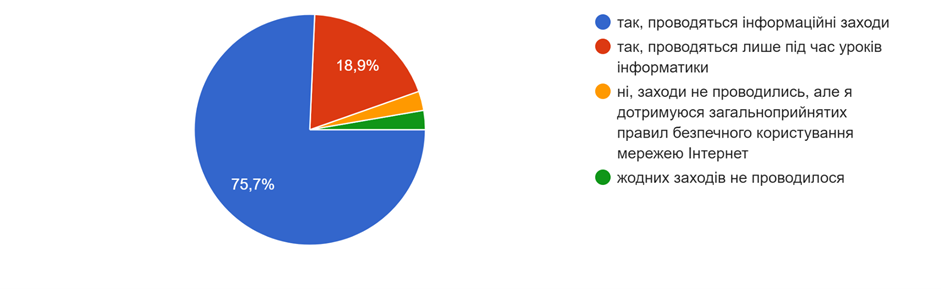 так, проводяться інформаційні заходи
18,9%
так, проводяться лише під час уроків
інформатики
ні, заходи не проводились, але я
дотримуюся загальноприйнятих
правил безпечного користування
мережею Інтернет
75,7%
жодних заходів не проводилося